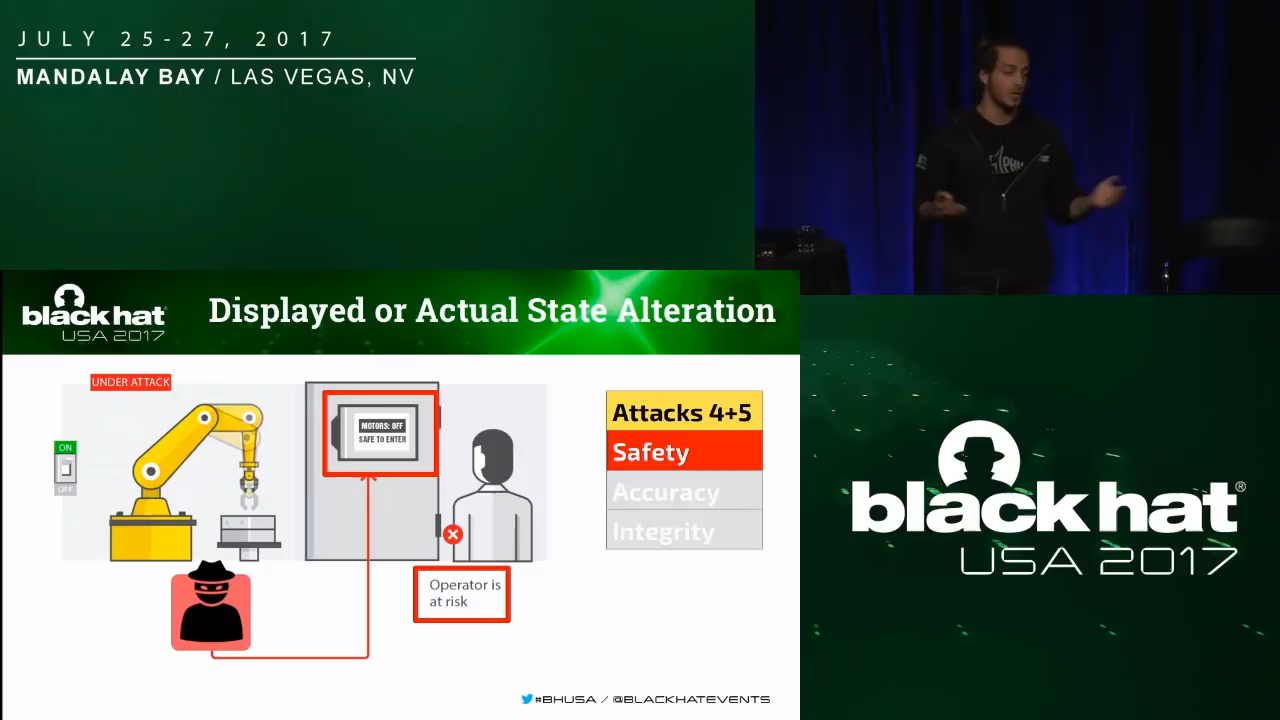 JULY 25-27, 2017
MANDALAY BAY / LAS VEGAS, NV
black hat
USA 2017
Displayed or Actual State Alteration
UNDER ATTACK
ON
OFF
MOTORS: OFF
SAFE TO ENTER
Operator is
at risk
Attacks 4+5
Safety
Accuracy
Integrity
#BHUSA / @BLACKHATEVENTS
black hat®
USA 2017